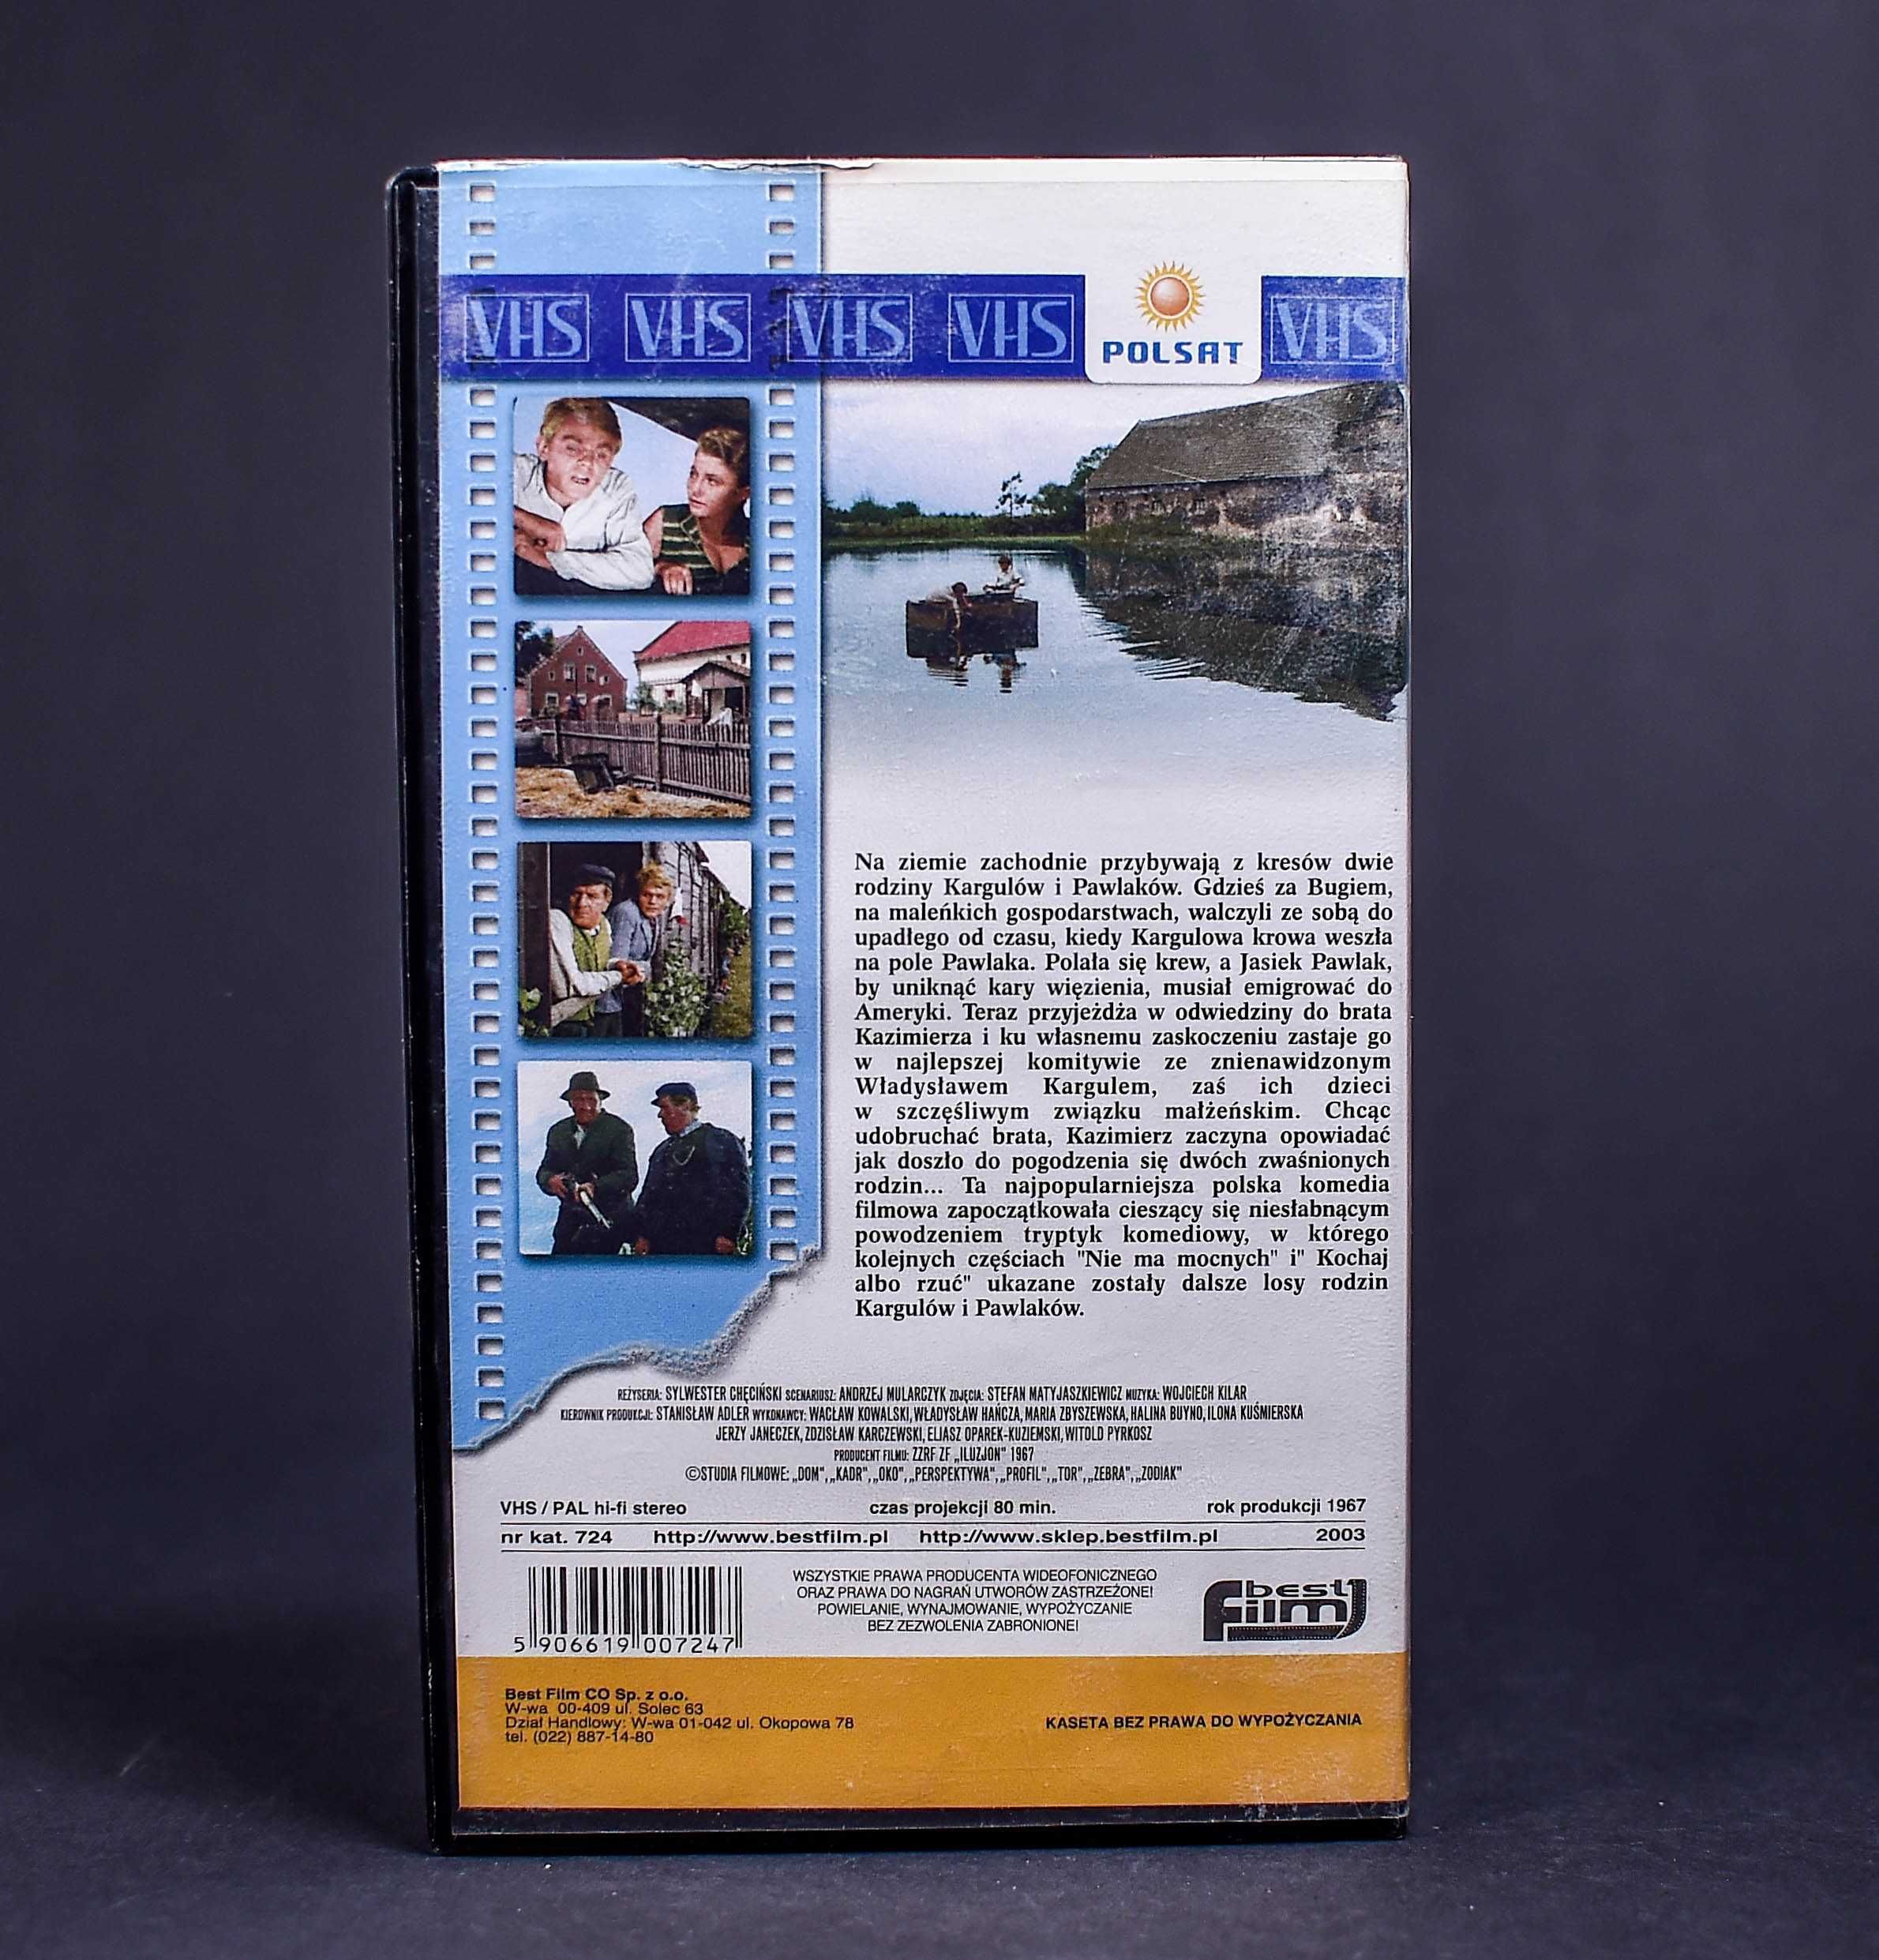 VHS VHS VHS VHS POLSAT VHS
Na ziemie zachodnie przybywają z kresów dwie
rodziny Kargulów i Pawlaków. Gdzieś za Bugiem,
na maleńkich gospodarstwach, walczyli ze sobą do
upadłego od czasu, kiedy Kargulowa krowa weszła
na pole Pawlaka. Polała się krew, a Jasiek Pawlak,
by uniknąć kary więzienia, musiał emigrować do
Ameryki. Teraz przyjeżdża w odwiedziny do brata
Kazimierza i ku własnemu zaskoczeniu zastaje go
w najlepszej komitywie ze znienawidzonym
Władysławem Kargulem, zaś ich dzieci
w szczęśliwym związku małżeńskim. Chcąc
udobruchać brata, Kazimierz zaczyna opowiadać
jak doszło do pogodzenia się dwóch zwaśnionych
rodzin... Ta najpopularniejsza polska komedia
filmowa zapoczątkowała cieszący się niesłabnącym
powodzeniem tryptyk komediowy, w którego
kolejnych częściach "Nie ma mocnych" i" Kochaj
albo rzuć" ukazane zostały dalsze losy rodzin
Kargulów i Pawlaków.
REŻYSERIA: SYLWESTER CHĘCIŃSKI SCENARIUSZ: ANDRZEJ MULARCZYK ZDJĘCIA: STEFAN MATYJASZKIEWICZ MUZYKA: WOJCIECH KILAR
KIEROWNIK PRODUKCJI: STANISŁAW ADLER WYKONAWCY: WACŁAW KOWALSKI, WŁADYSŁAW HAŃCZA, MARIA ZBYSZEWSKA, HALINA BUYNO, ILONA KUŚMIERSKA
JERZY JANECZEK, ZDZISŁAW KARCZEWSKI, ELIASZ OPAREK-KUZIEMSKI, WITOLD PYRKOSZ
PRODUCENT FILMU: ZZRF ZF „ILUZJON" 1967
©STUDIA FILMOWE: „DOM", „KADR", „OKO", „PERSPEKTYWA", „PROFIL", „TOR", „ZEBRA", „ZODIAK"
VHS / PAL hi-fi stereo czas projekcji 80 min. rok produkcji 1967
nr kat. 724 http://www.bestfilm.pl http://www.sklep.bestfilm.pl 2003
WSZYSTKIE PRAWA PRODUCENTA WIDEOFONICZNEGO
ORAZ PRAWA DO NAGRAŃ UTWORÓW ZASTRZEŻONE!
POWIELANIE, WYNAJMOWANIE, WYPOŻYCZANIE
BEZ ZEZWOLENIA ZABRONIONE!
best
film
5 906619 007247
Best Film CO Sp. z o.o.
W-wa 00-409 ul. Solec 63
Dział Handlowy: W-wa 01-042 ul. Okopowa 78
tel. (022) 887-14-80
KASETA BEZ PRAWA DO WYPOŻYCZANIA